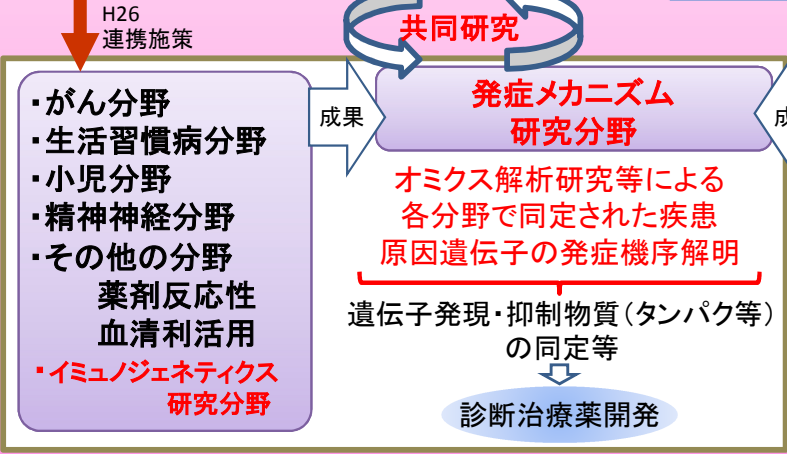 H26
連携施策
共同研究
・がん分野
・生活習慣病分野
・小児分野
・精神神経分野
・その他の分野
薬剤反応性
血清利活用
・イミュノジェネティクス
研究分野
成果
発症メカニズム
研究分野
オミクス解析研究等による
各分野で同定された疾患
原因遺伝子の発症機序解明
遺伝子発現・抑制物質（タンパク等）
の同定等
診断治療薬開発
成